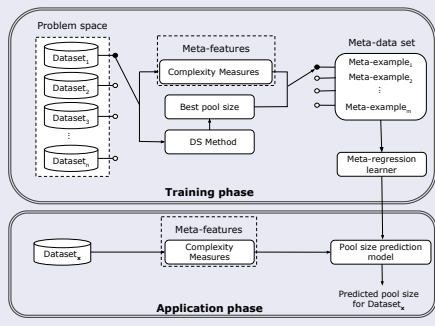 Problem space
Meta-features
Meta-data set
Dataset₁
Dataset₂
Dataset₃
⋮
Datasetₙ
Complexity Measures
Best pool size
DS Method
Meta-example₁
Meta-example₂
⋮
Meta-exampleₘ
Meta-regression
learner
Training phase
Meta-features
Datasetₓ
Complexity
Measures
Pool size prediction
model
Predicted pool size
for Datasetₓ
Application phase